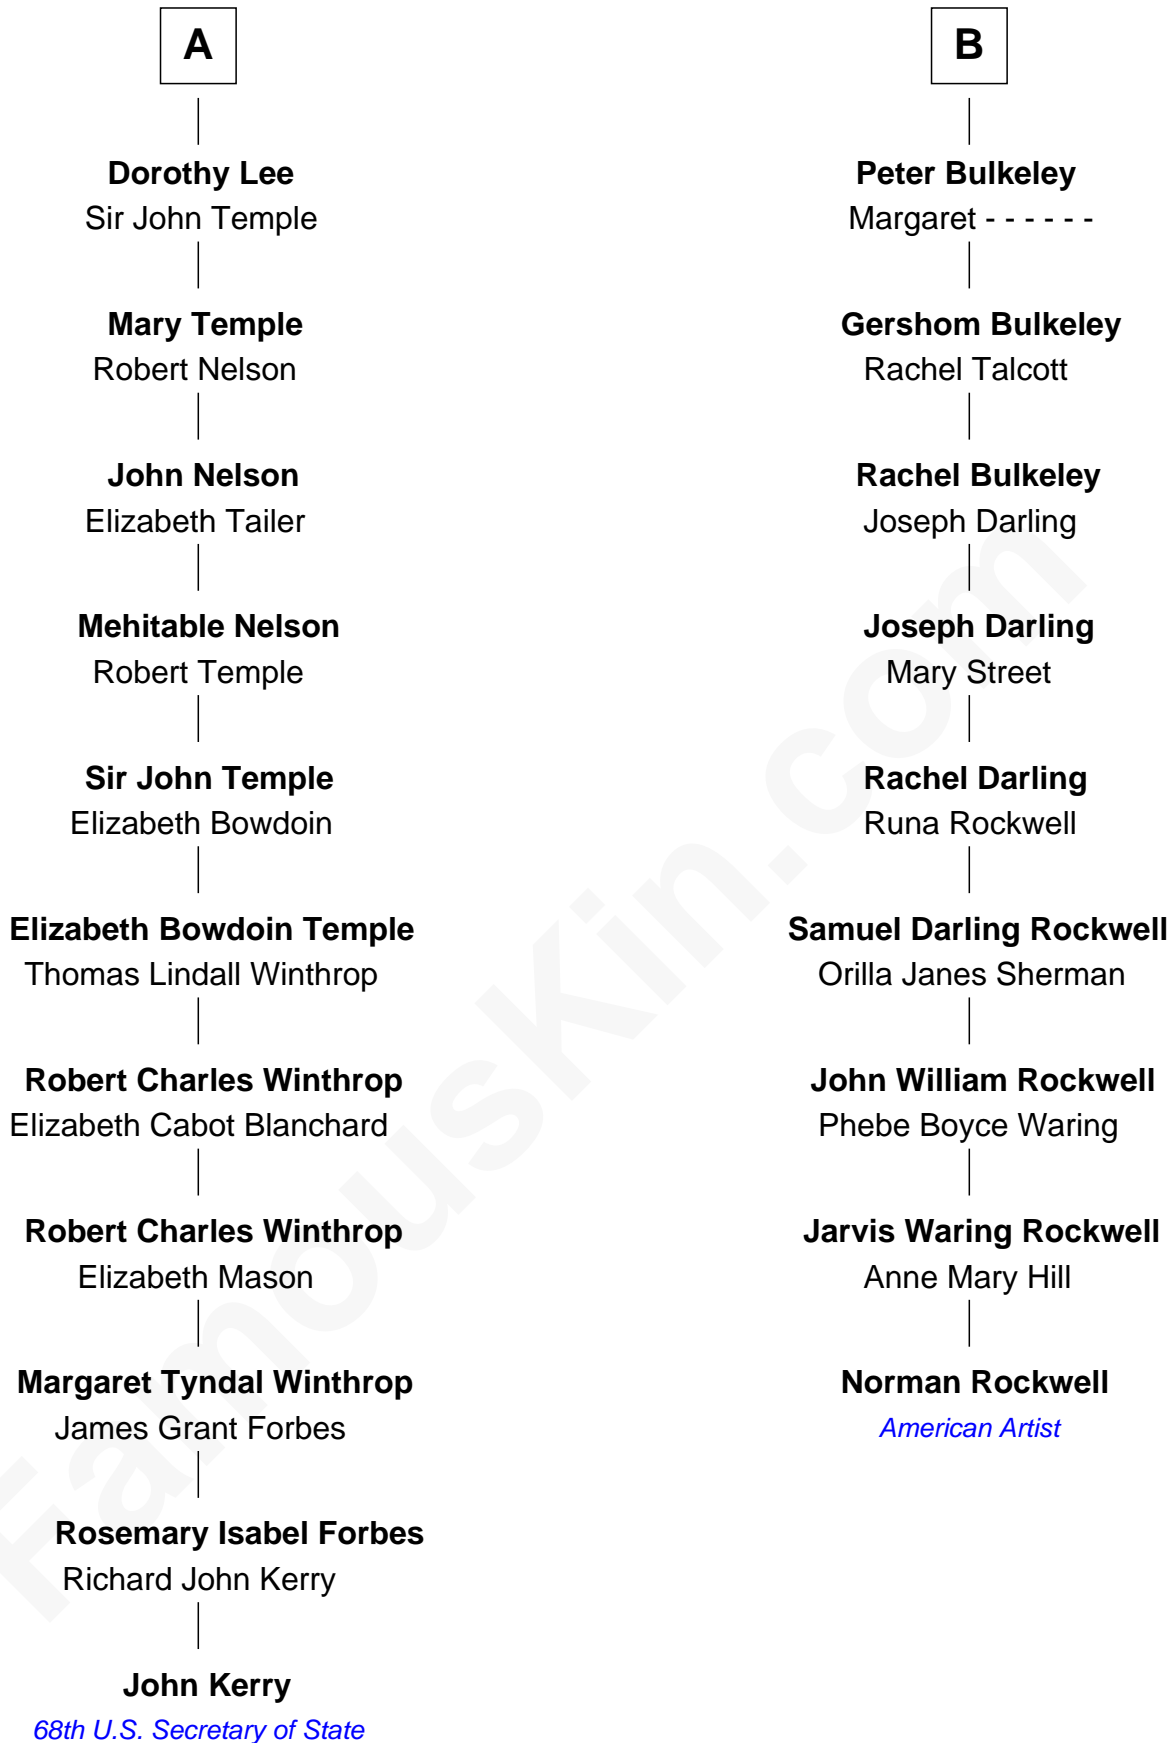 A
Dorothy Lee
Sir John Temple
Mary Temple
Robert Nelson
John Nelson
Elizabeth Tailer
Mehitable Nelson
Robert Temple
Sir John Temple
Elizabeth Bowdoin
Elizabeth Bowdoin Temple
Thomas Lindall Winthrop
Robert Charles Winthrop
Elizabeth Cabot Blanchard
Robert Charles Winthrop
Elizabeth Mason
Margaret Tyndal Winthrop
James Grant Forbes
Rosemary Isabel Forbes
Richard John Kerry
John Kerry
68th U.S. Secretary of State
B
Peter Bulkeley
Margaret - - - - - -
Gershom Bulkeley
Rachel Talcott
Rachel Bulkeley
Joseph Darling
Joseph Darling
Mary Street
Rachel Darling
Runa Rockwell
Samuel Darling Rockwell
Orilla Janes Sherman
John William Rockwell
Phebe Boyce Waring
Jarvis Waring Rockwell
Anne Mary Hill
Norman Rockwell
American Artist
FamousKin.com